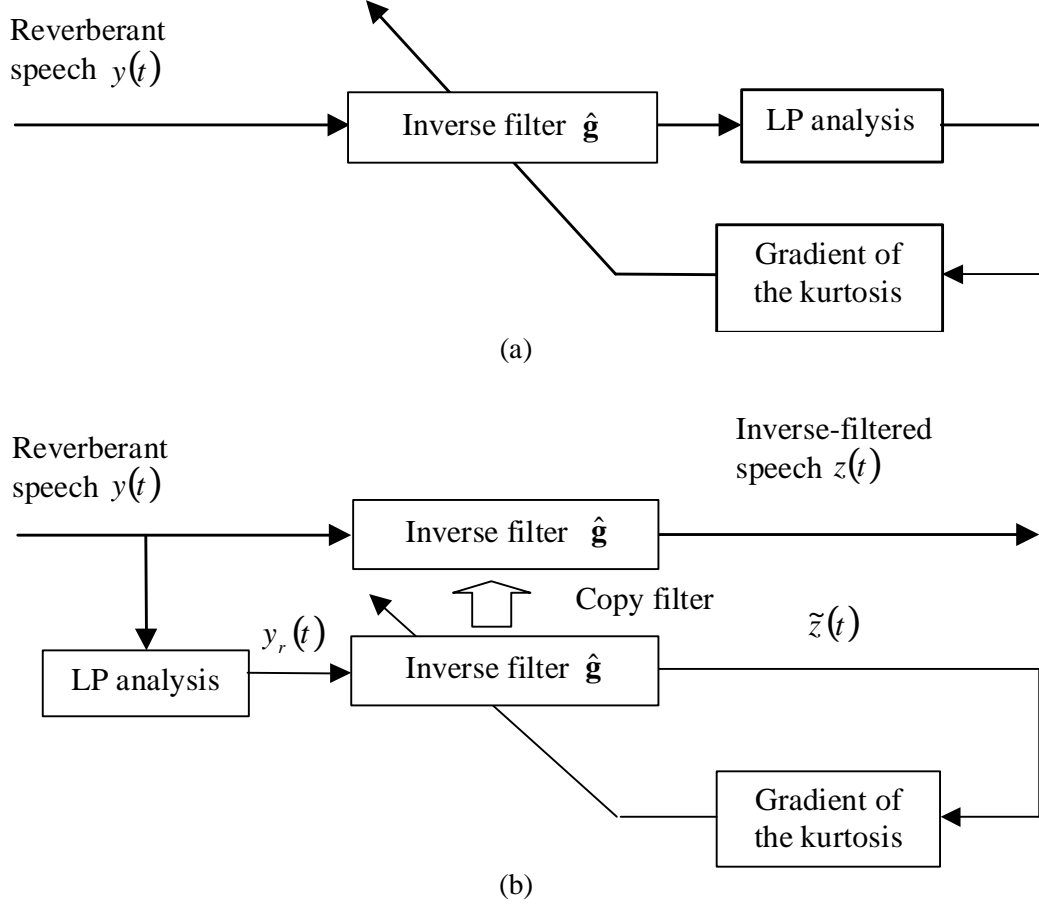 Reverberant
speech y(t)
Inverse filter ĝ
LP analysis
Gradient of
the kurtosis
(a)
Reverberant
speech y(t)
Inverse-filtered
speech z(t)
Inverse filter ĝ
Copy filter
y_r(t)
z̃(t)
LP analysis
Inverse filter ĝ
Gradient of
the kurtosis
(b)